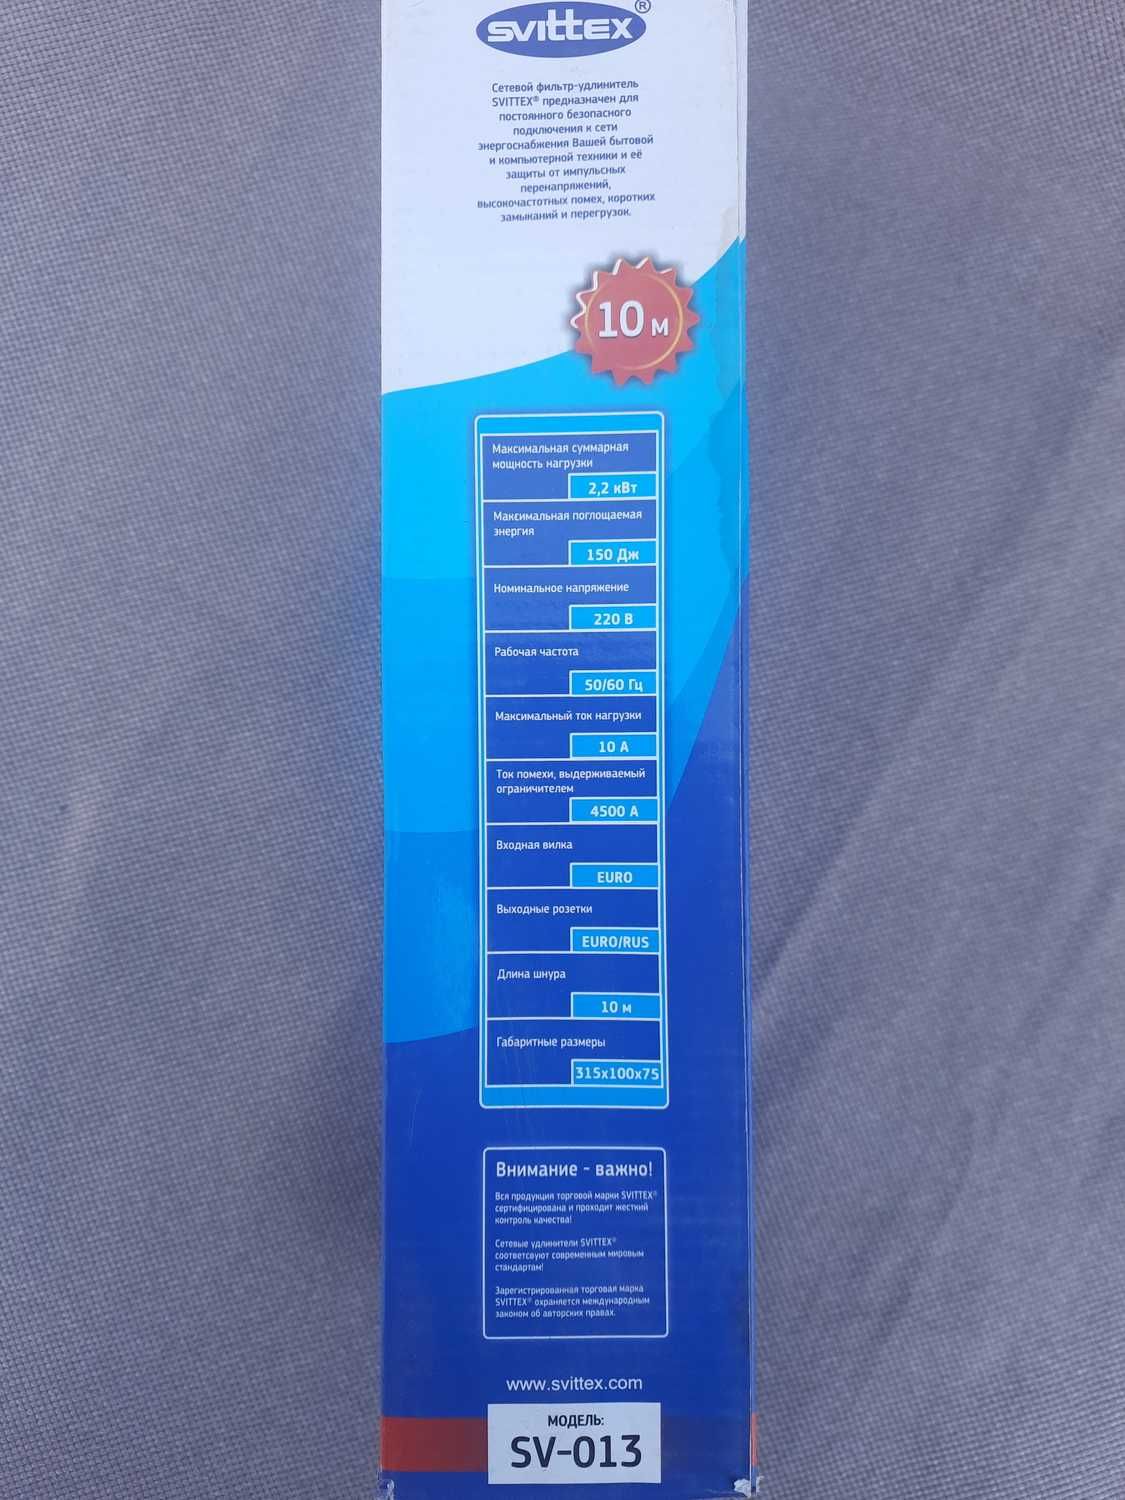 svittex®
Сетевой фильтр-удлинитель
SVITTEX® предназначен для
постоянного безопасного
подключения к сети
энергоснабжения Вашей бытовой
и компьютерной техники и её
защиты от импульсных
перенапряжений,
высокочастотных помех, коротких
замыканий и перегрузок.
10 м
Максимальная суммарная
мощность нагрузки
2,2 кВт
Максимальная поглощаемая
энергия
150 Дж
Номинальное напряжение
220 В
Рабочая частота
50/60 Гц
Максимальный ток нагрузки
10 А
Ток помехи, выдерживаемый
ограничителем
4500 А
Входная вилка
EURO
Выходные розетки
EURO/RUS
Длина шнура
10 м
Габаритные размеры
315х100х75
Внимание - важно!
Вся продукция торговой марки SVITTEX®
сертифицирована и проходит жесткий
контроль качества!
Сетевые удлинители SVITTEX®
соответсвуют современным мировым
стандартам!
Зарегистрированная торговая марка
SVITTEX® охраняется международным
законом об авторских правах.
www.svittex.com
МОДЕЛЬ:
SV-013